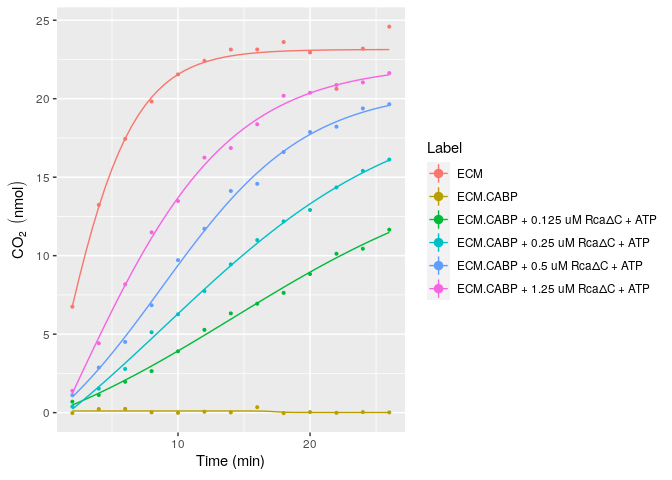 25
20
15
10
5
0
CO2 (nmol)
10 20
Time (min)
Label
ECM
ECM.CABP
ECM.CABP + 0.125 uM RcaΔC + ATP
ECM.CABP + 0.25 uM RcaΔC + ATP
ECM.CABP + 0.5 uM RcaΔC + ATP
ECM.CABP + 1.25 uM RcaΔC + ATP